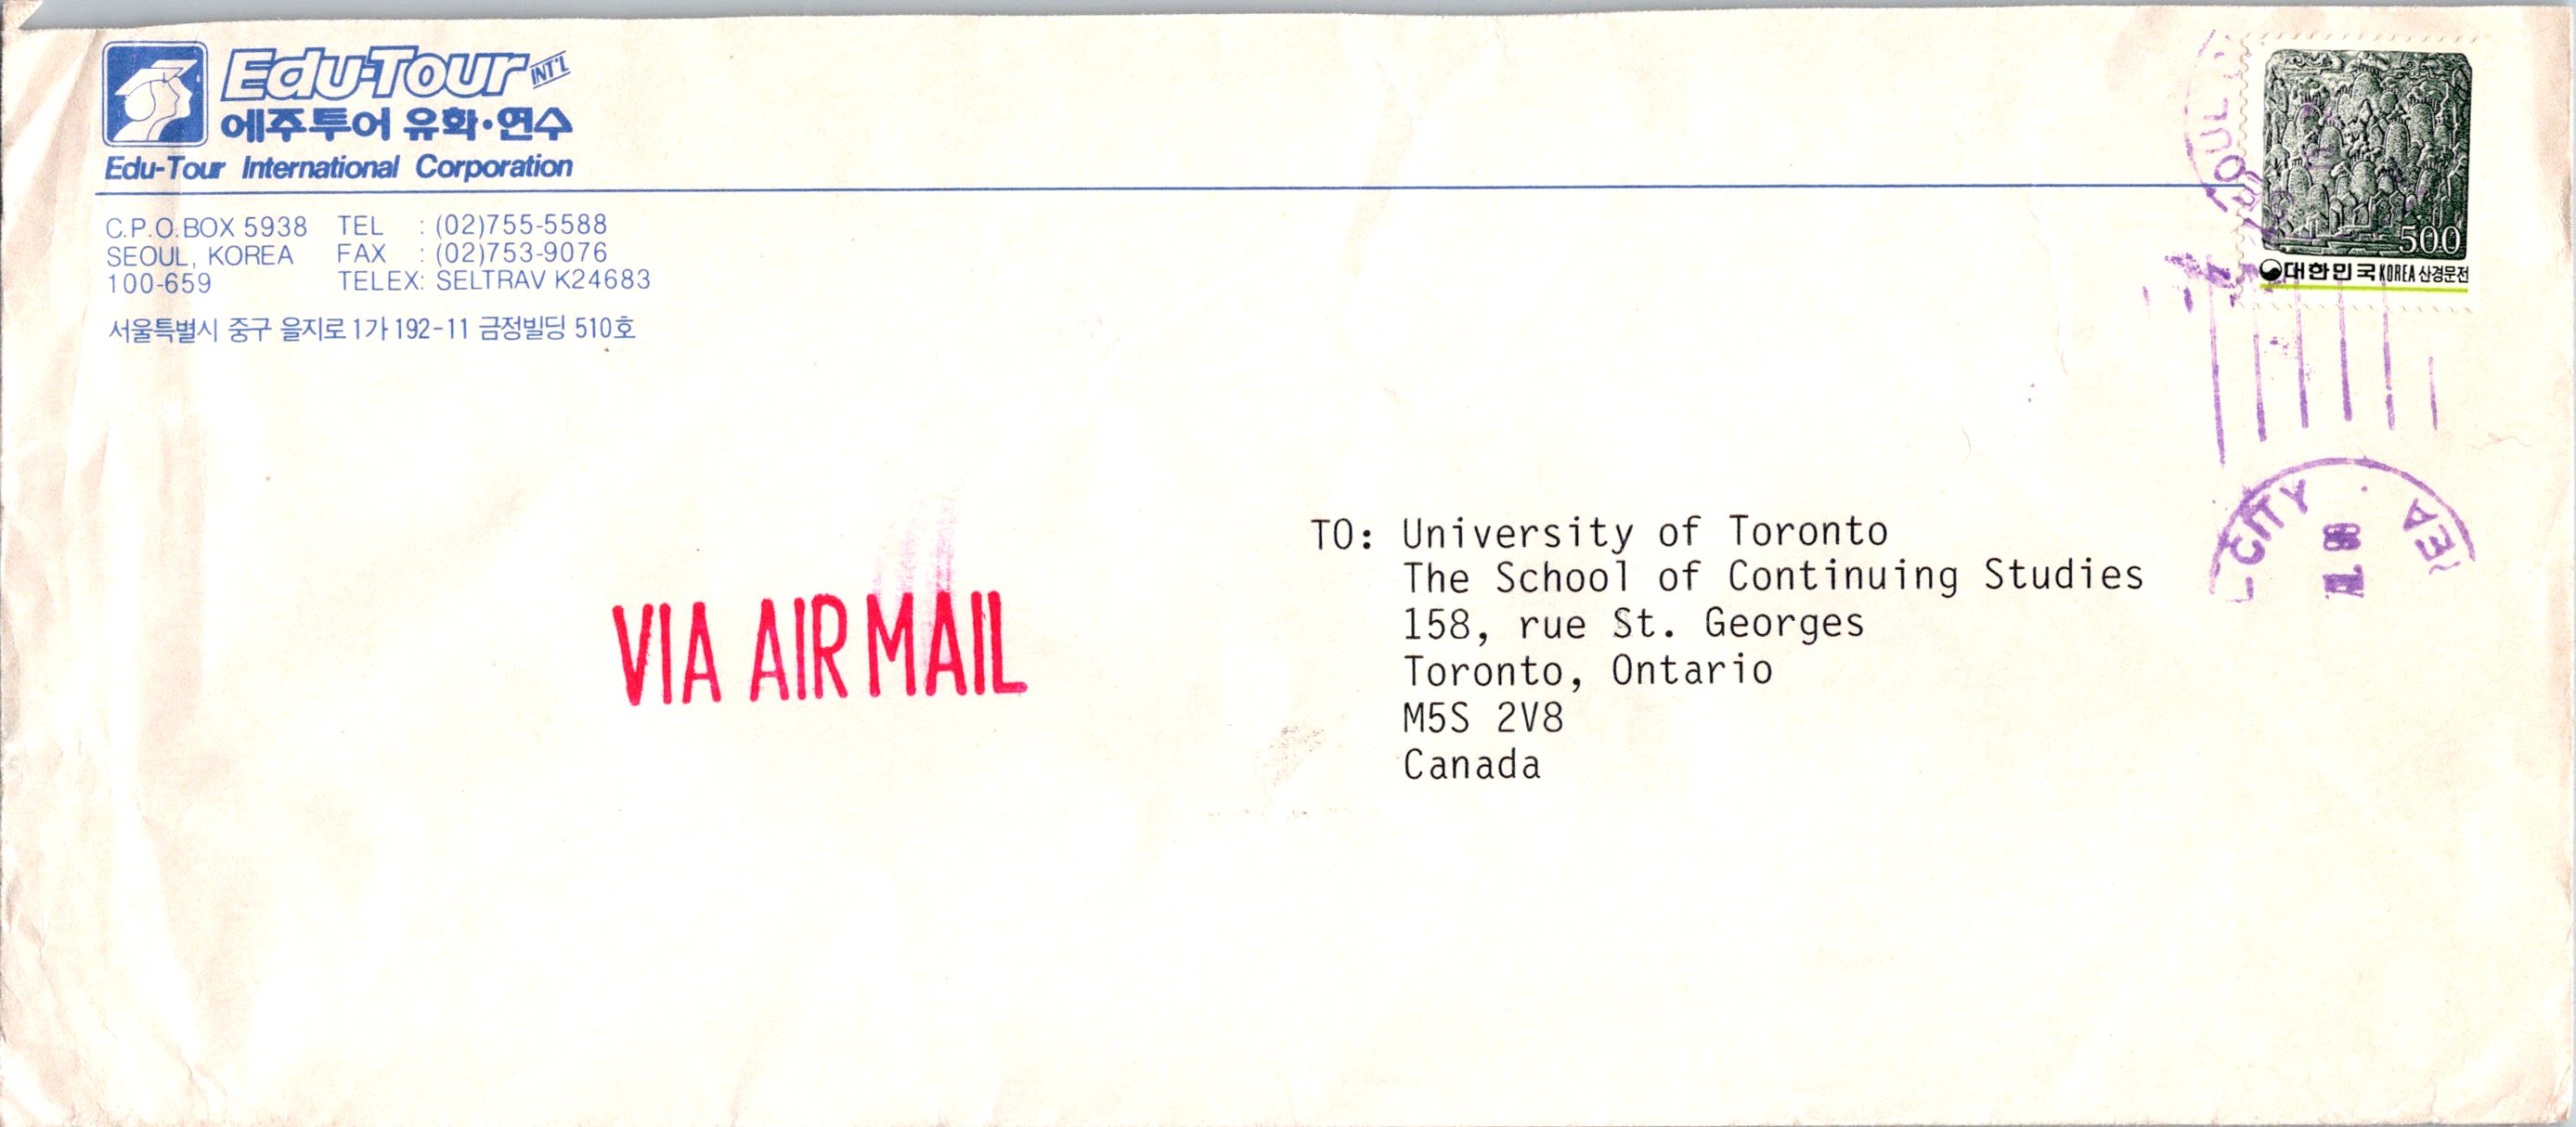 Edu-Tour INT'L
에주투어 유화·연수
Edu-Tour International Corporation
C.P.O.BOX 5938 TEL : (02)755-5588
SEOUL, KOREA FAX : (02)753-9076
100-659 TELEX: SELTRAV K24683
서울특별시 중구 을지로1가 192-11 금정빌딩 510호
500
대한민국 KOREA 산경문전
CITY
VIA AIR MAIL
TO: University of Toronto
The School of Continuing Studies
158, rue St. Georges
Toronto, Ontario
M5S 2V8
Canada